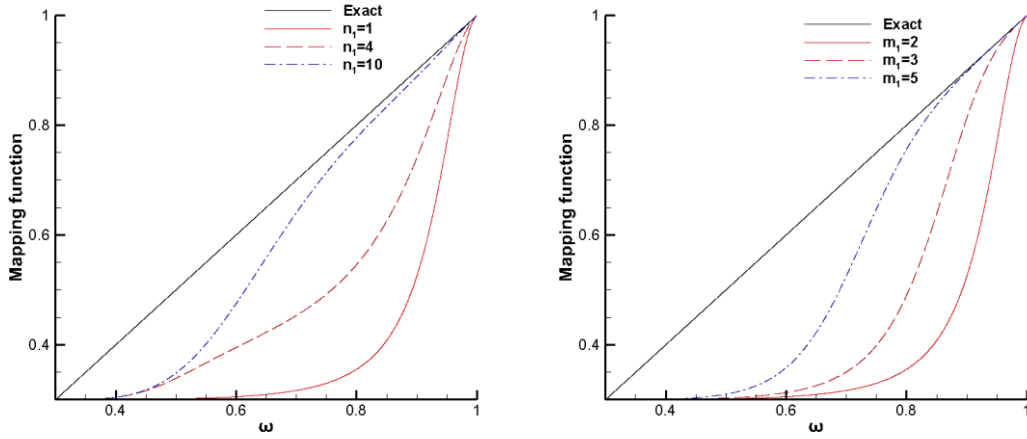 Exact
n₁=1
n₁=4
n₁=10
Mapping function
1
0.8
0.6
0.4
0.4
0.6
0.8
1
ω
Exact
m₁=2
m₁=3
m₁=5
Mapping function
1
0.8
0.6
0.4
0.4
0.6
0.8
1
ω